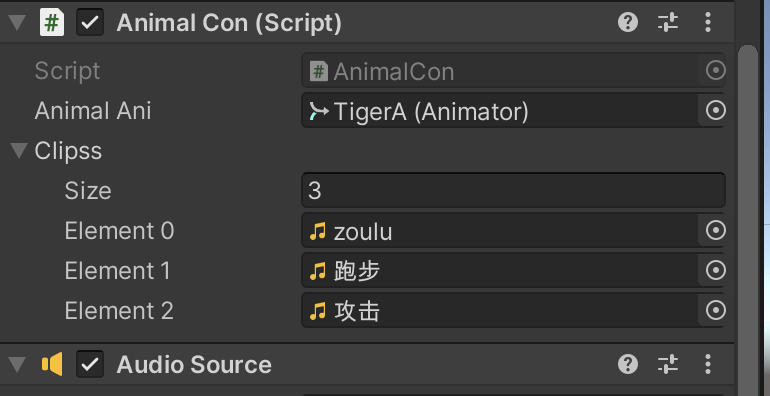 Animal Con (Script)
Script AnimalCon
Animal Ani TigerA (Animator)
Clipss
Size 3
Element 0 zoulu
Element 1 跑步
Element 2 攻击
Audio Source